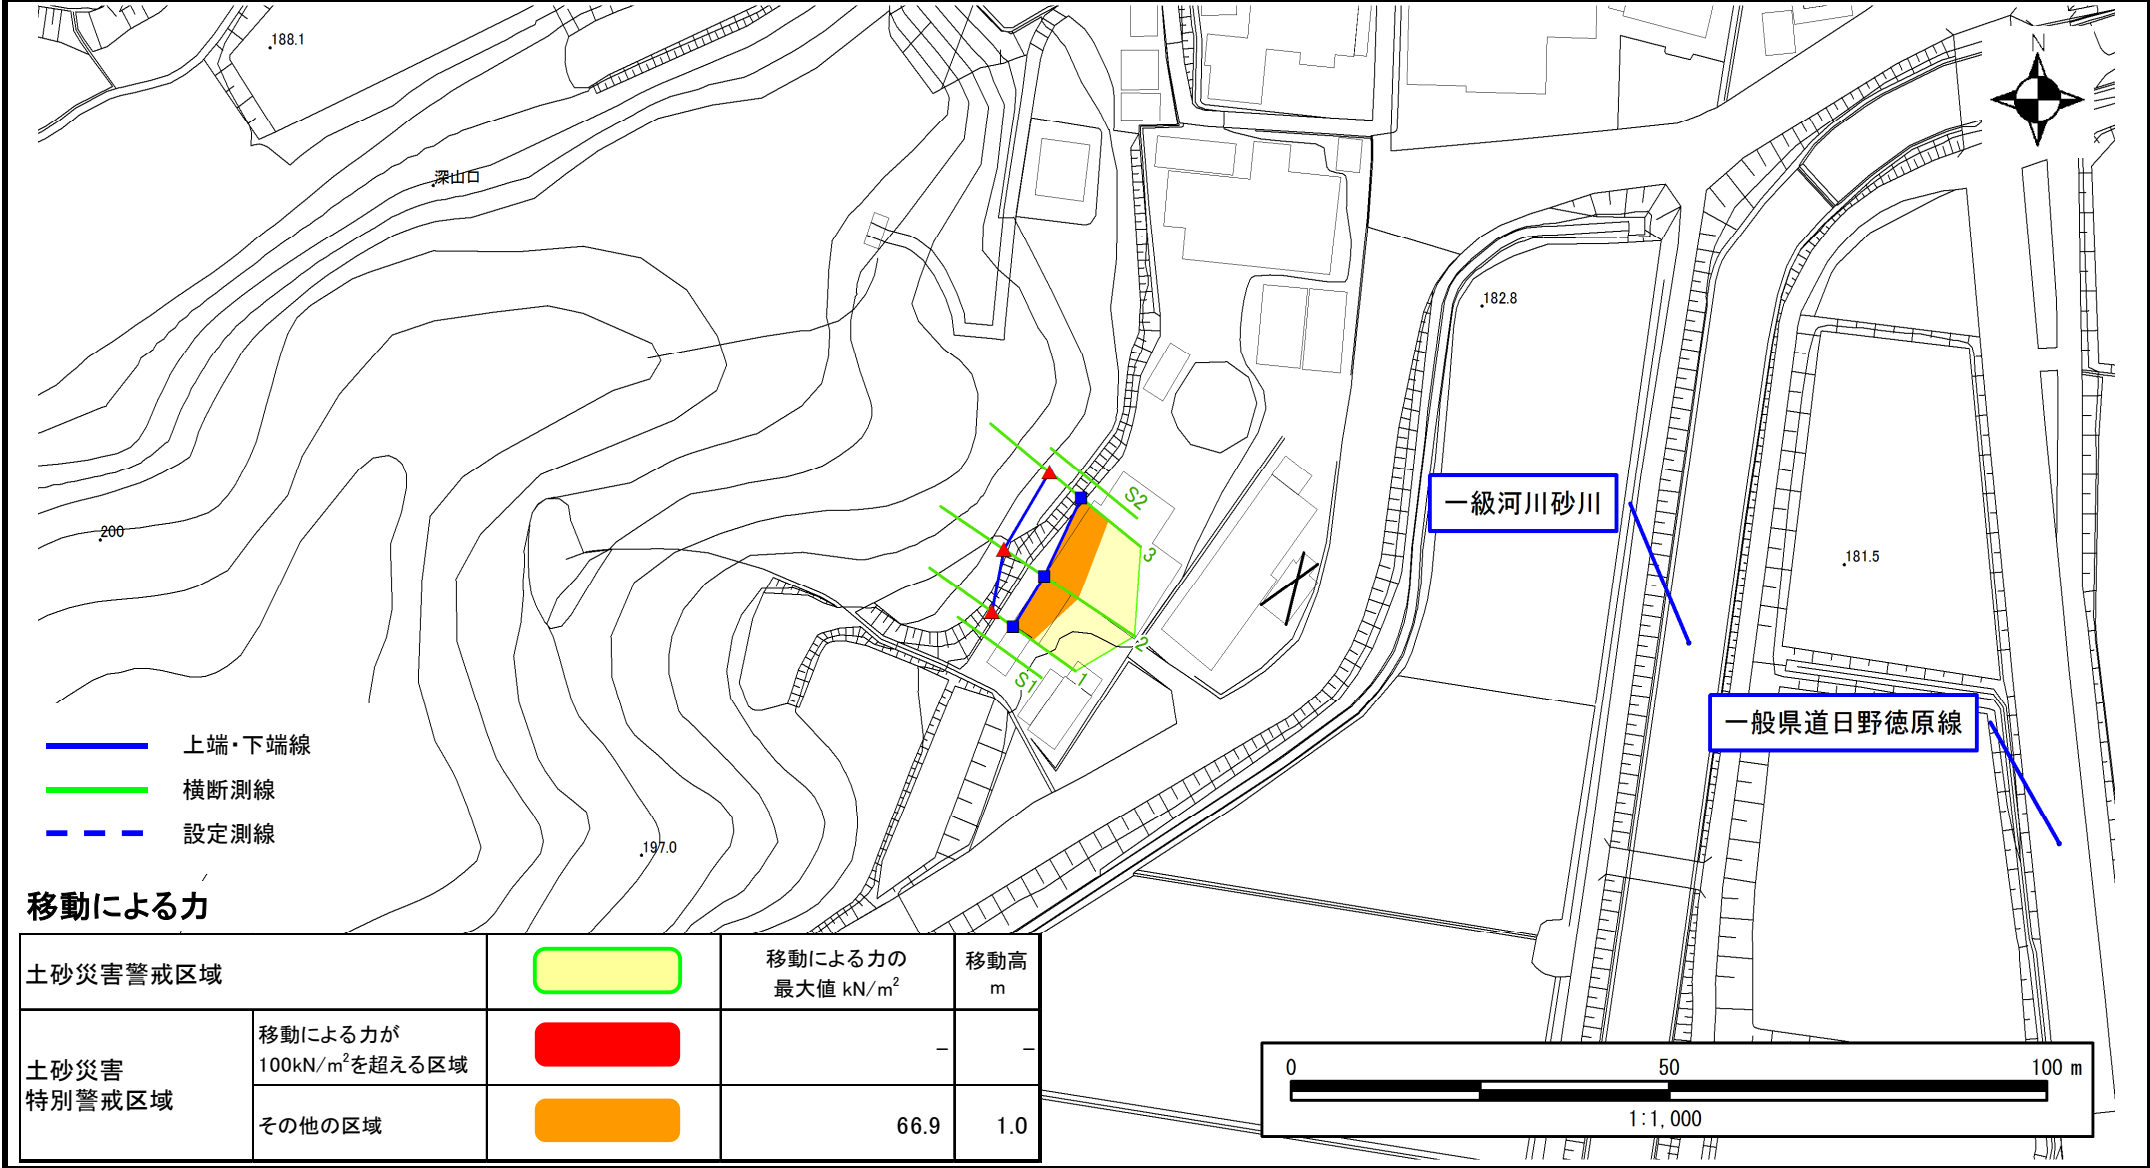 188.1
N
深山口
182.8
S2
一級河川砂川
200
3
181.5
2
1
S1
一般県道日野徳原線
上端・下端線
横断測線
設定測線
197.0
移動による力
土砂災害警戒区域
移動による力の
最大値 kN/m²
移動高
m
土砂災害
特別警戒区域
移動による力が
100kN/m²を超える区域
－
－
その他の区域
66.9
1.0
0
50
100 m
1:1,000